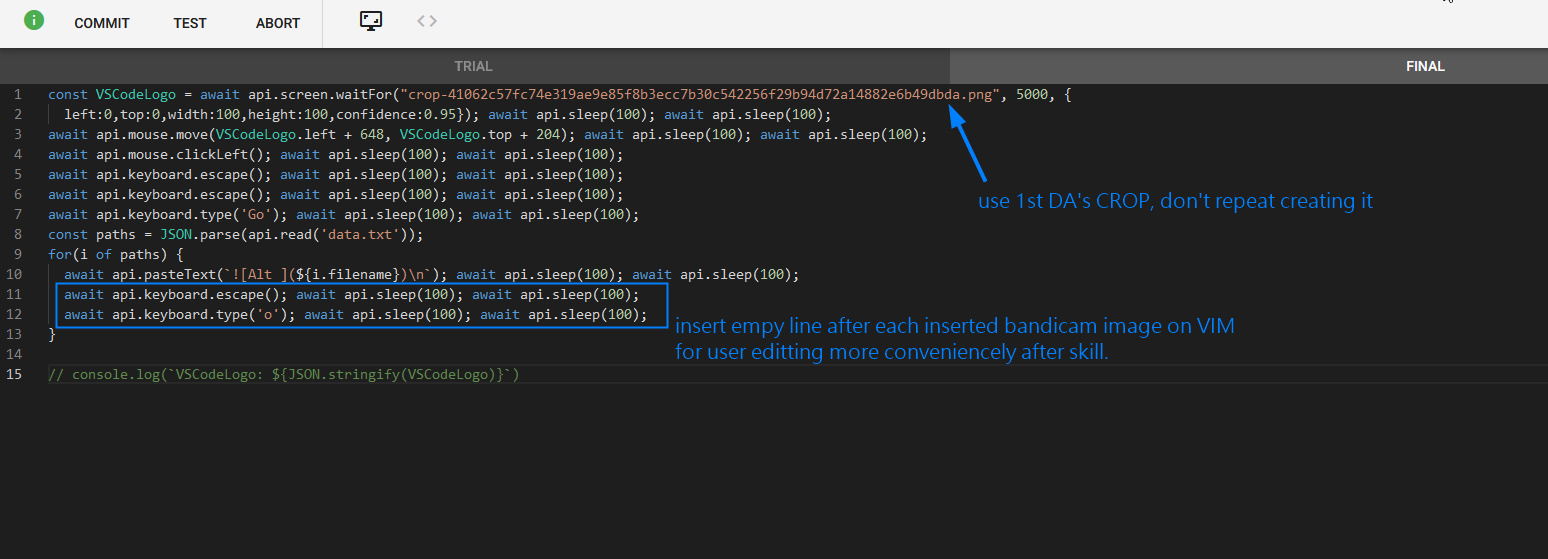 i COMMIT TEST ABORT <>
TRIAL FINAL
1 const VSCodeLogo = await api.screen.waitFor("crop-41062c57fc74e319ae9e85f8b3ecc7b30c542256f29b94d72a14882e6b49dbda.png", 5000, {
2 left:0,top:0,width:100,height:100,confidence:0.95}); await api.sleep(100); await api.sleep(100);
3 await api.mouse.move(VSCodeLogo.left + 648, VSCodeLogo.top + 204); await api.sleep(100); await api.sleep(100);
4 await api.mouse.clickLeft(); await api.sleep(100); await api.sleep(100);
5 await api.keyboard.escape(); await api.sleep(100); await api.sleep(100);
6 await api.keyboard.escape(); await api.sleep(100); await api.sleep(100);
7 await api.keyboard.type('Go'); await api.sleep(100); await api.sleep(100);
use 1st DA's CROP, don't repeat creating it
8 const paths = JSON.parse(api.read('data.txt'));
9 for(i of paths) {
10 await api.pasteText(`![Alt ](${i.filename})\n`); await api.sleep(100); await api.sleep(100);
11 await api.keyboard.escape(); await api.sleep(100); await api.sleep(100);
12 await api.keyboard.type('o'); await api.sleep(100); await api.sleep(100);
insert empy line after each inserted bandicam image on VIM
for user editting more conveniencely after skill.
13 }
14
15 // console.log(`VSCodeLogo: ${JSON.stringify(VSCodeLogo)}`)